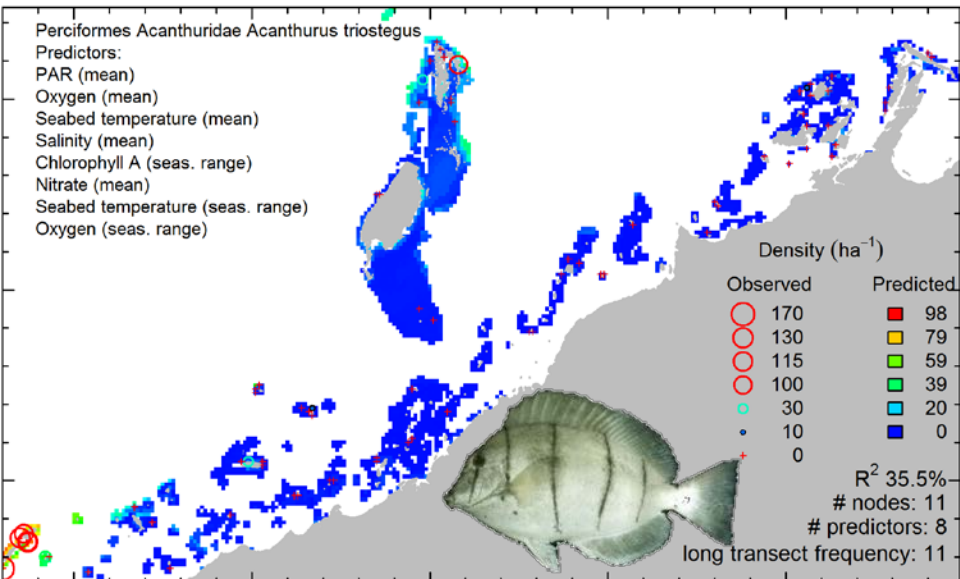 Perciformes Acanthuridae Acanthurus triostegus
Predictors:
PAR (mean)
Oxygen (mean)
Seabed temperature (mean)
Salinity (mean)
Chlorophyll A (seas. range)
Nitrate (mean)
Seabed temperature (seas. range)
Oxygen (seas. range)
Density (ha⁻¹)
Observed Predicted
170 98
130 79
115 59
100 39
30 20
10 0
0
R² 35.5%
# nodes: 11
# predictors: 8
long transect frequency: 11